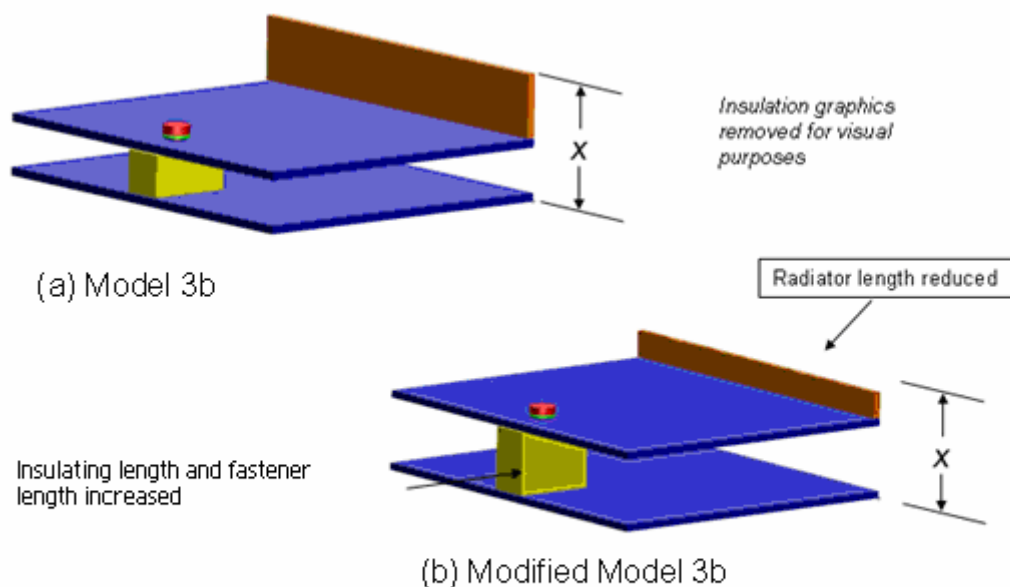 Insulation graphics
removed for visual
purposes
x
(a) Model 3b
Radiator length reduced
x
Insulating length and fastener
length increased
(b) Modified Model 3b